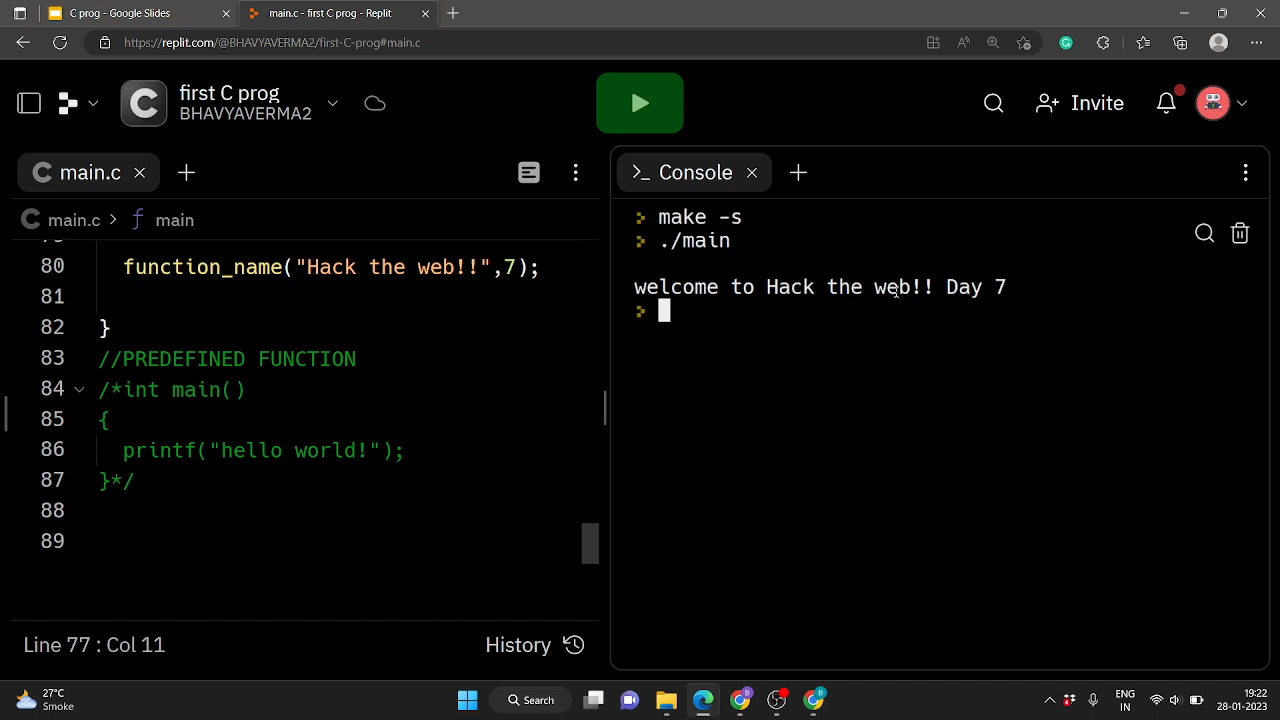 C prog - Google Slides
main.c - first C prog - Replit
https://replit.com/@BHAVYAVERMA2/first-C-prog#main.c
first C prog
BHAVYAVERMA2
Invite
main.c
main.c > f main
80 function_name("Hack the web!!",7);
81
82 }
83 //PREDEFINED FUNCTION
84 /*int main()
85 {
86 printf("hello world!");
87 }*/
88
89
Line 77 : Col 11
History
>_ Console
make -s
./main
welcome to Hack the web!! Day 7
27°C
Smoke
Search
ENG
IN
19:22
28-01-2023